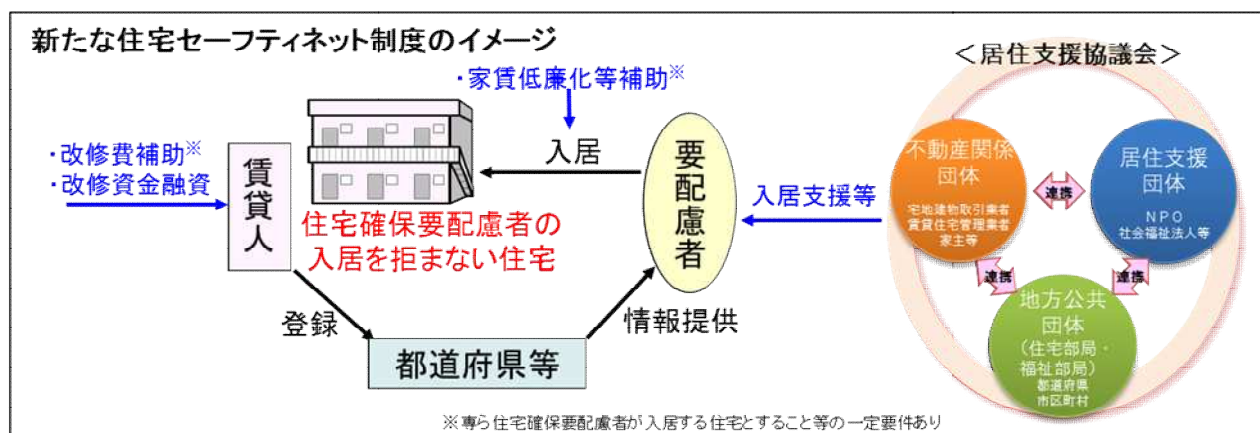 新たな住宅セーフティネット制度のイメージ
・改修費補助※
・改修資金融資
賃貸人
・家賃低廉化等補助※
入居
住宅確保要配慮者の
入居を拒まない住宅
要配慮者
登録
都道府県等
情報提供
入居支援等
＜居住支援協議会＞
不動産関係
団体
宅地建物取引業者
賃貸住宅管理業者
家主等
連携
居住支援
団体
NPO
社会福祉法人等
連携
連携
地方公共
団体
（住宅部局・
福祉部局）
都道府県
市区町村
※専ら住宅確保要配慮者が入居する住宅とすること等の一定要件あり